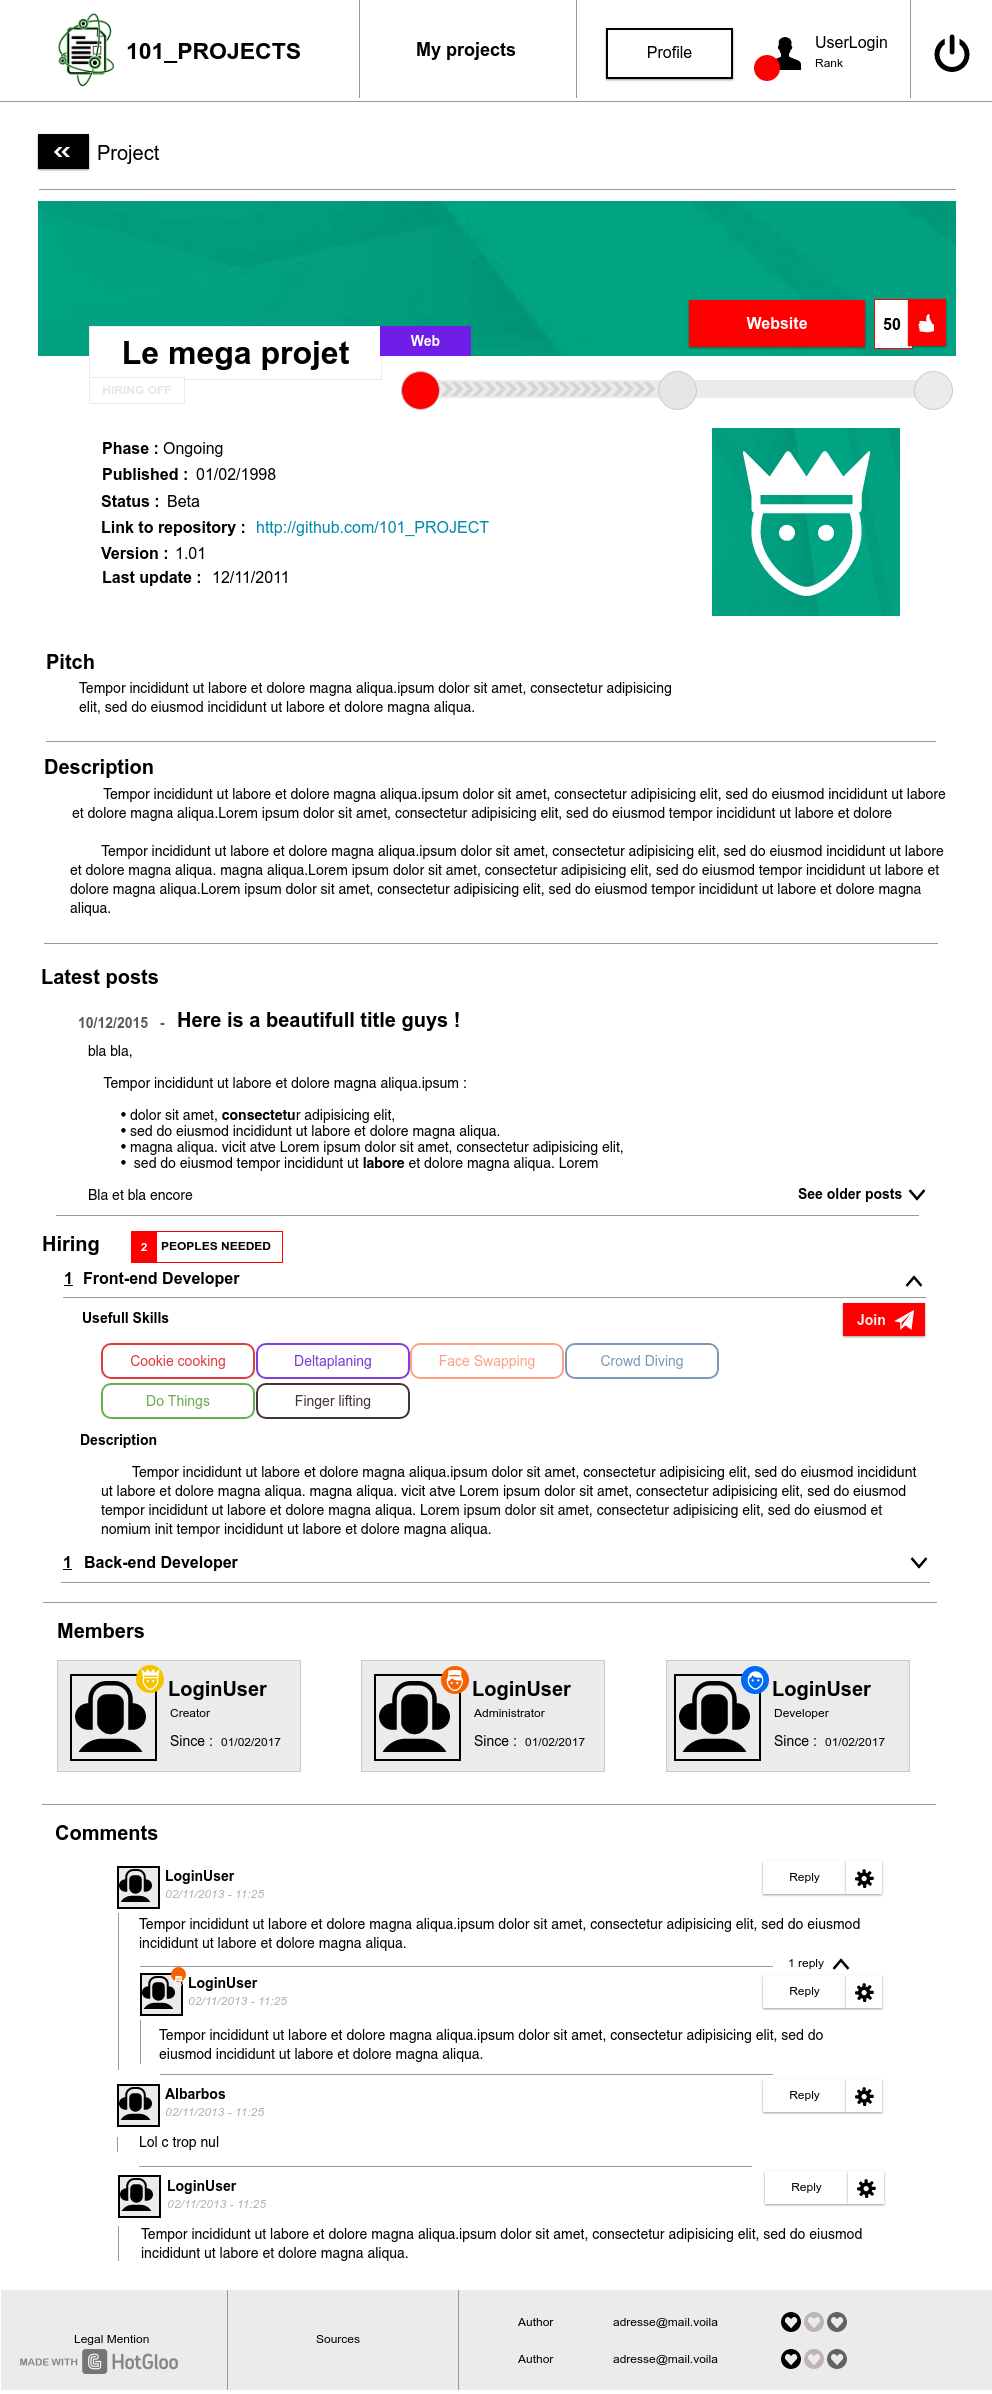 101_PROJECTS
My projects
Profile
UserLogin
Rank
Project
Website
50
Le mega projet
Web
HIRING OFF
Phase : Ongoing
Published : 01/02/1998
Status : Beta
Link to repository : http://github.com/101_PROJECT
Version : 1.01
Last update : 12/11/2011
Pitch
Tempor incididunt ut labore et dolore magna aliqua.ipsum dolor sit amet, consectetur adipisicing
elit, sed do eiusmod incididunt ut labore et dolore magna aliqua.
Description
Tempor incididunt ut labore et dolore magna aliqua.ipsum dolor sit amet, consectetur adipisicing elit, sed do eiusmod incididunt ut labore
et dolore magna aliqua.Lorem ipsum dolor sit amet, consectetur adipisicing elit, sed do eiusmod tempor incididunt ut labore et dolore
Tempor incididunt ut labore et dolore magna aliqua.ipsum dolor sit amet, consectetur adipisicing elit, sed do eiusmod incididunt ut labore
et dolore magna aliqua. magna aliqua.Lorem ipsum dolor sit amet, consectetur adipisicing elit, sed do eiusmod tempor incididunt ut labore et
dolore magna aliqua.Lorem ipsum dolor sit amet, consectetur adipisicing elit, sed do eiusmod tempor incididunt ut labore et dolore magna
aliqua.
Latest posts
10/12/2015 - Here is a beautifull title guys !
bla bla,
Tempor incididunt ut labore et dolore magna aliqua.ipsum :
• dolor sit amet, consectetur adipisicing elit,
• sed do eiusmod incididunt ut labore et dolore magna aliqua.
• magna aliqua. vicit atve Lorem ipsum dolor sit amet, consectetur adipisicing elit,
• sed do eiusmod tempor incididunt ut labore et dolore magna aliqua. Lorem
Bla et bla encore
See older posts
Hiring
2 PEOPLES NEEDED
1 Front-end Developer
Usefull Skills
Join
Cookie cooking
Deltaplaning
Face Swapping
Crowd Diving
Do Things
Finger lifting
Description
Tempor incididunt ut labore et dolore magna aliqua.ipsum dolor sit amet, consectetur adipisicing elit, sed do eiusmod incididunt
ut labore et dolore magna aliqua. magna aliqua. vicit atve Lorem ipsum dolor sit amet, consectetur adipisicing elit, sed do eiusmod
tempor incididunt ut labore et dolore magna aliqua. Lorem ipsum dolor sit amet, consectetur adipisicing elit, sed do eiusmod et
nomium init tempor incididunt ut labore et dolore magna aliqua.
1 Back-end Developer
Members
LoginUser
Creator
Since : 01/02/2017
LoginUser
Administrator
Since : 01/02/2017
LoginUser
Developer
Since : 01/02/2017
Comments
LoginUser
02/11/2013 - 11:25
Reply
Tempor incididunt ut labore et dolore magna aliqua.ipsum dolor sit amet, consectetur adipisicing elit, sed do eiusmod
incididunt ut labore et dolore magna aliqua.
1 reply
LoginUser
02/11/2013 - 11:25
Reply
Tempor incididunt ut labore et dolore magna aliqua.ipsum dolor sit amet, consectetur adipisicing elit, sed do
eiusmod incididunt ut labore et dolore magna aliqua.
Albarbos
02/11/2013 - 11:25
Reply
Lol c trop nul
LoginUser
02/11/2013 - 11:25
Reply
Tempor incididunt ut labore et dolore magna aliqua.ipsum dolor sit amet, consectetur adipisicing elit, sed do eiusmod
incididunt ut labore et dolore magna aliqua.
Legal Mention
MADE WITH HotGloo
Sources
Author
adresse@mail.voila
Author
adresse@mail.voila